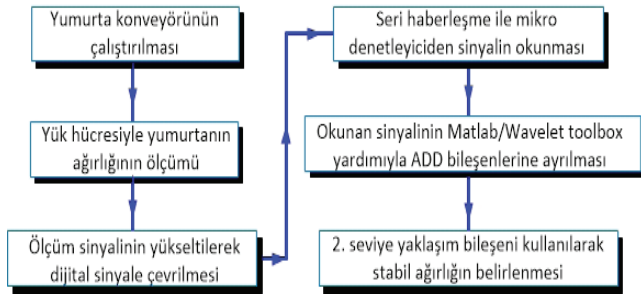 Yumurta konveyörünün
çalıştırılması
Yük hücresiyle yumurtanın
ağırlığının ölçümü
Ölçüm sinyalinin yükseltilerek
dijital sinyale çevrilmesi
Seri haberleşme ile mikro
denetleyiciden sinyalin okunması
Okunan sinyalinin Matlab/Wavelet toolbox
yardımıyla ADD bileşenlerine ayrılması
2. seviye yaklaşım bileşeni kullanılarak
stabil ağırlığın belirlenmesi